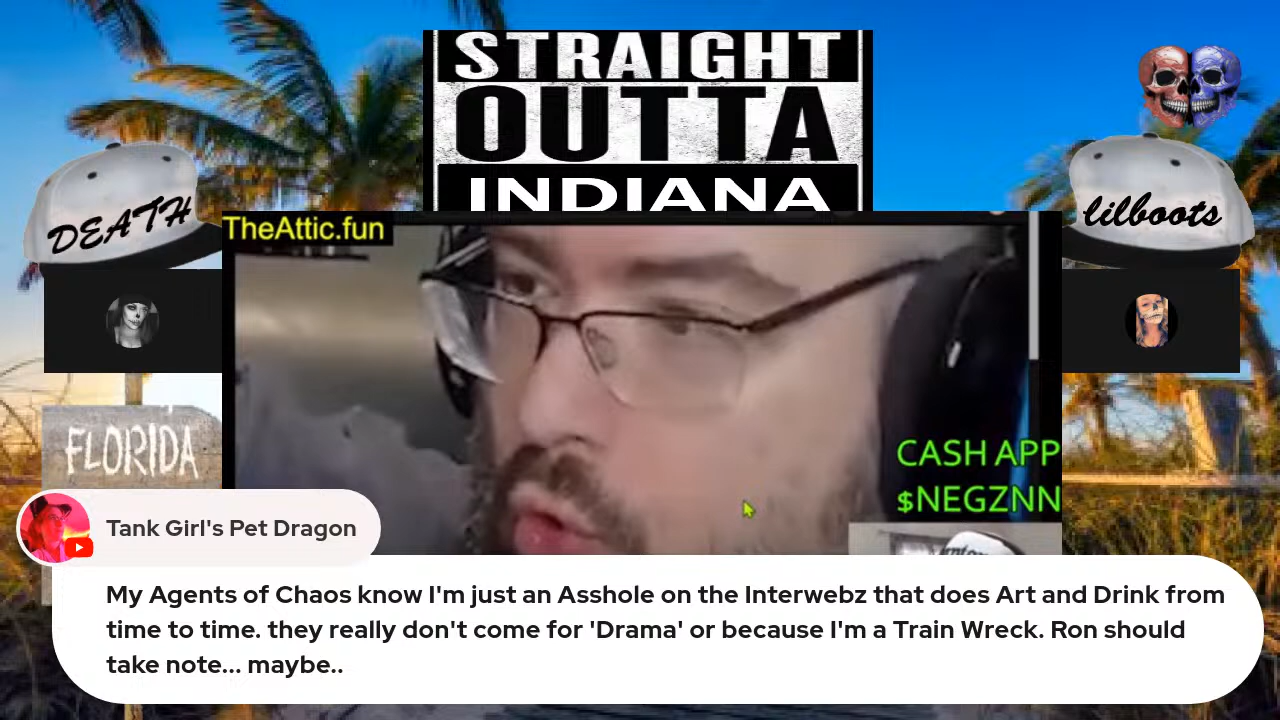 STRAIGHT
OUTTA
INDIANA
DEATH
lilboots
TheAttic.fun
FLORIDA
CASH APP
$NEGZNN
Tank Girl's Pet Dragon
My Agents of Chaos know I'm just an Asshole on the Interwebz that does Art and Drink from
time to time. they really don't come for 'Drama' or because I'm a Train Wreck. Ron should
take note... maybe..